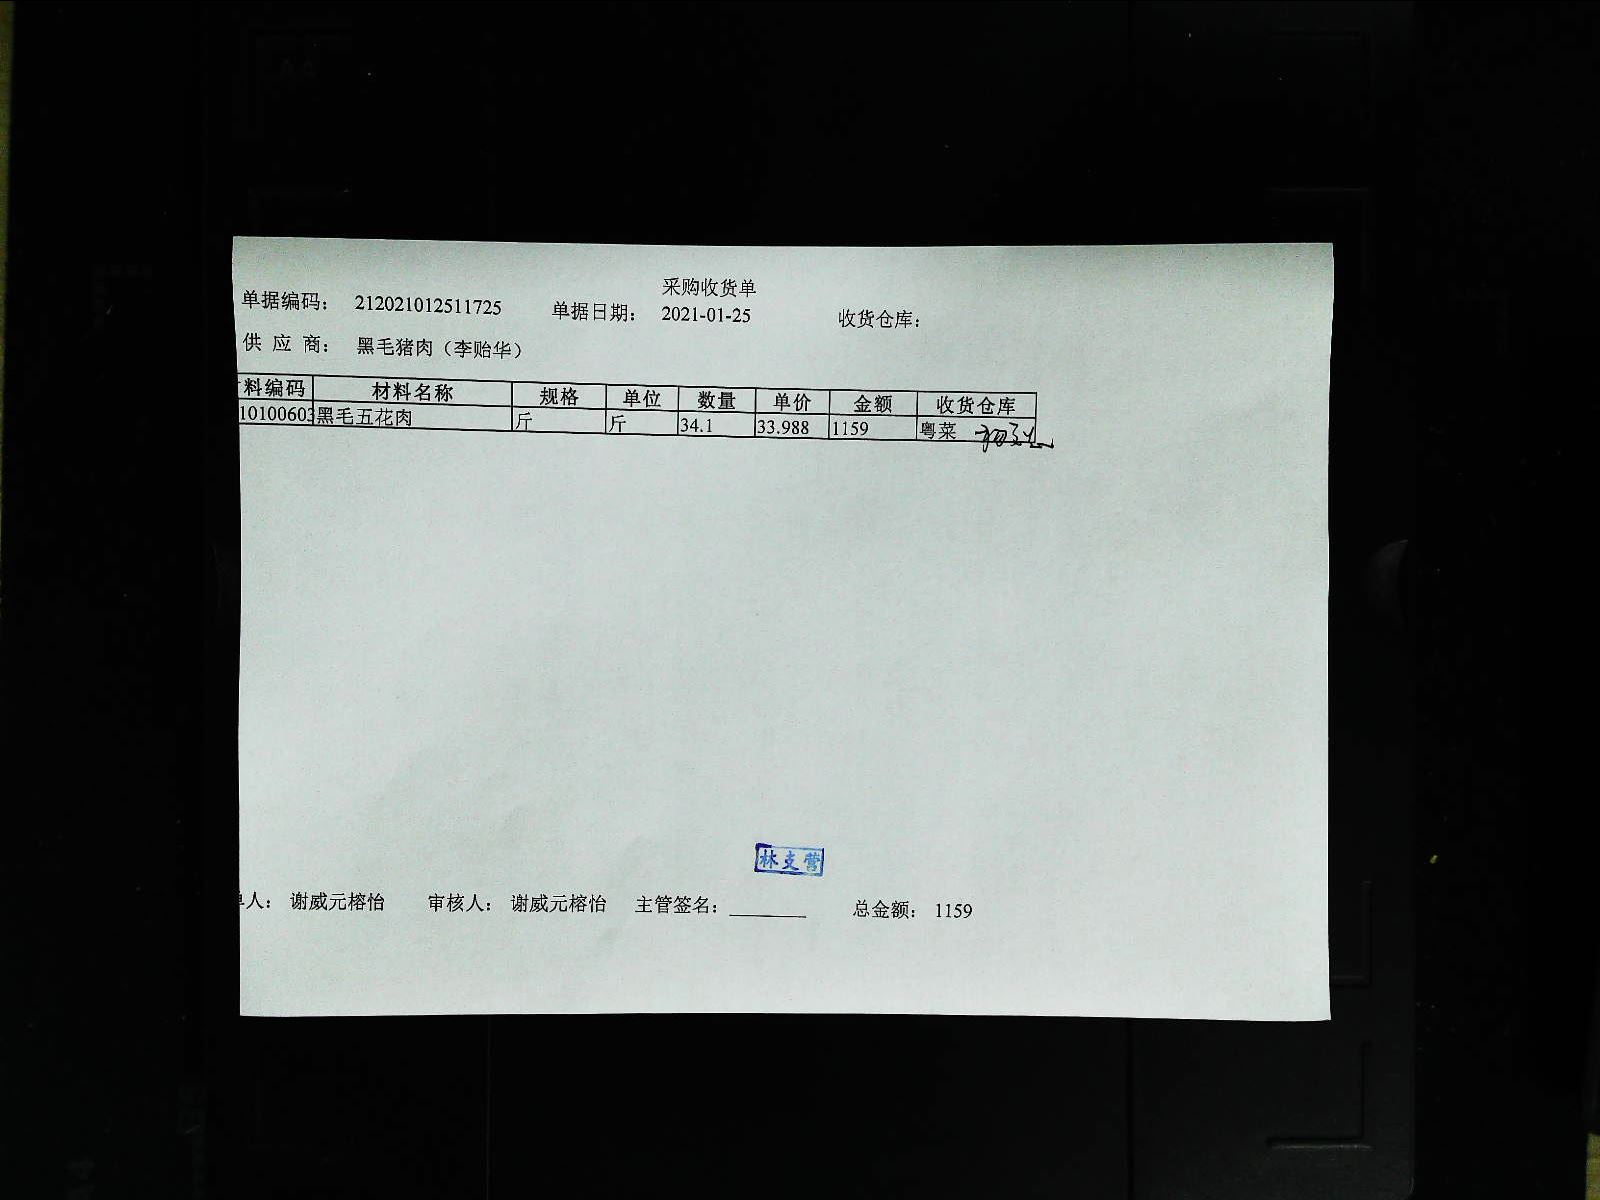 采购收货单
单据编码： 212021012511725 单据日期： 2021-01-25 收货仓库：
供 应 商： 黑毛猪肉（李贻华）
料编码 材料名称 规格 单位 数量 单价 金额 收货仓库
10100603 黑毛五花肉 斤 斤 34.1 33.988 1159 粤菜
林支营
人： 谢威元榕怡 审核人： 谢威元榕怡 主管签名：________ 总金额： 1159